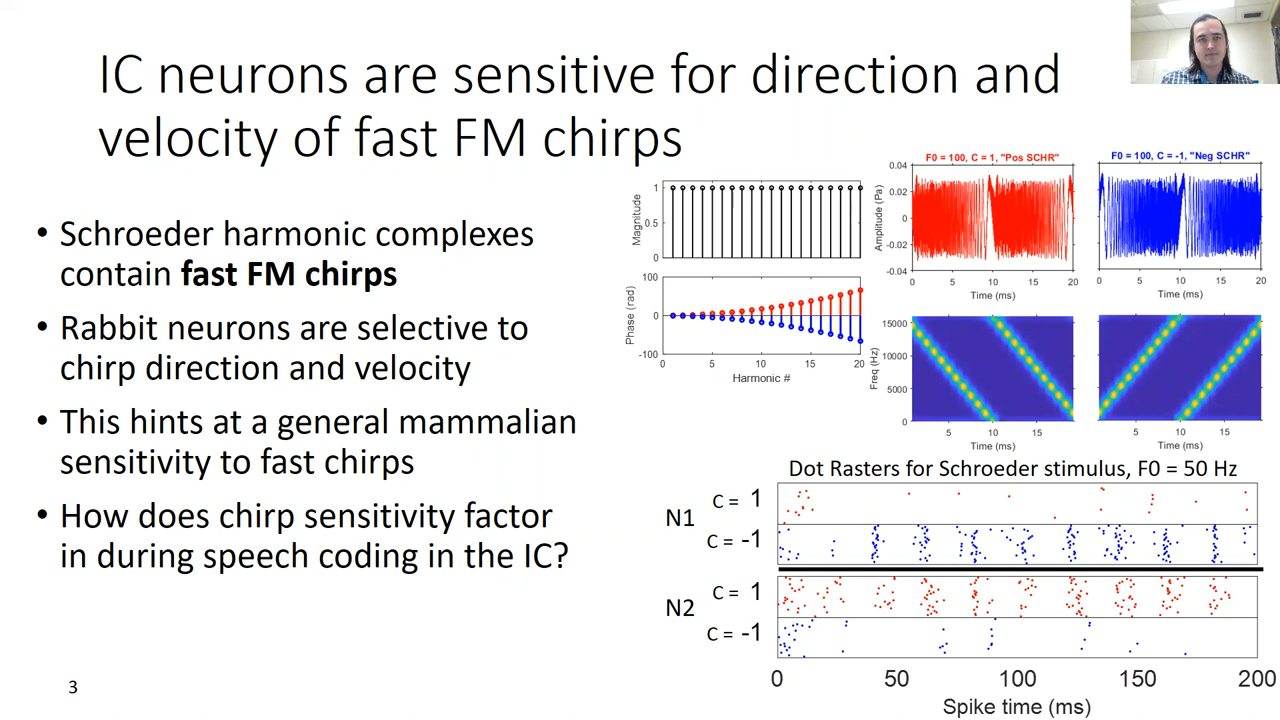 IC neurons are sensitive for direction and
velocity of fast FM chirps
• Schroeder harmonic complexes
contain fast FM chirps
• Rabbit neurons are selective to
chirp direction and velocity
• This hints at a general mammalian
sensitivity to fast chirps
• How does chirp sensitivity factor
in during speech coding in the IC?
3
Magnitude
1
0.5
0
Phase (rad)
100
0
-100
0 5 10 15 20
Harmonic #
F0 = 100, C = 1, "Pos SCHR"
Amplitude (Pa)
0.04
0.02
0
-0.02
-0.04
0 5 10 15 20
Time (ms)
F0 = 100, C = -1, "Neg SCHR"
0 5 10 15 20
Time (ms)
Freq (Hz)
15000
10000
5000
0
5 10 15
Time (ms)
5 10 15
Time (ms)
Dot Rasters for Schroeder stimulus, F0 = 50 Hz
N1
C = 1
C = -1
N2
C = 1
C = -1
0 50 100 150 200
Spike time (ms)